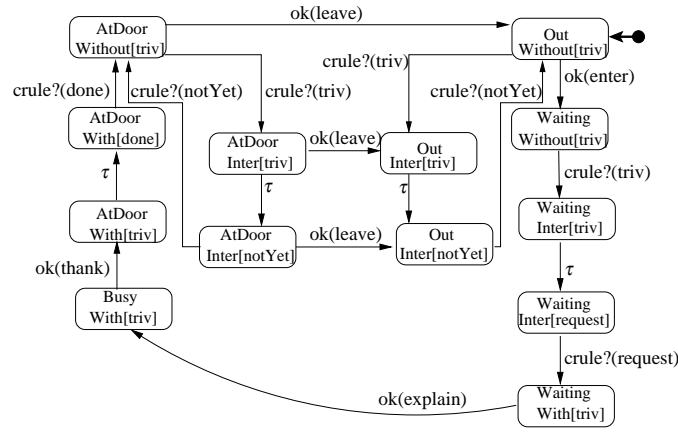 ok(leave)
AtDoor
Without[triv]
Out
Without[triv]
crule?(triv)
ok(enter)
crule?(done)
crule?(notYet)
crule?(triv)
crule?(notYet)
AtDoor
With[done]
Waiting
Without[triv]
AtDoor
Inter[triv]
ok(leave)
Out
Inter[triv]
crule?(triv)
τ
τ
τ
AtDoor
With[triv]
Waiting
Inter[triv]
AtDoor
Inter[notYet]
ok(leave)
Out
Inter[notYet]
ok(thank)
τ
Busy
With[triv]
Waiting
Inter[request]
crule?(request)
ok(explain)
Waiting
With[triv]